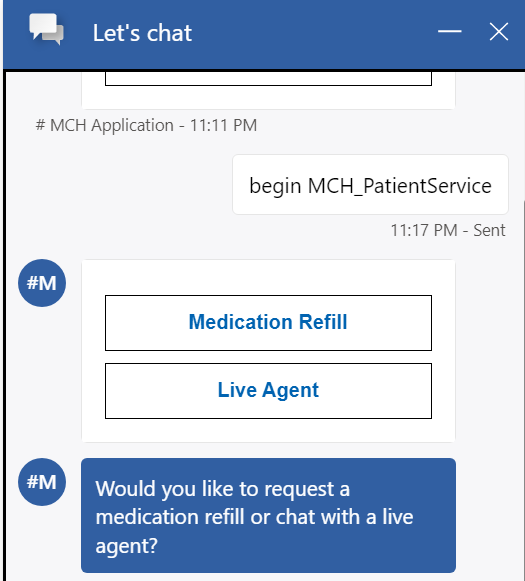 Let's chat
# MCH Application - 11:11 PM
begin MCH_PatientService
11:17 PM - Sent
#M
Medication Refill
Live Agent
#M
Would you like to request a
medication refill or chat with a live
agent?